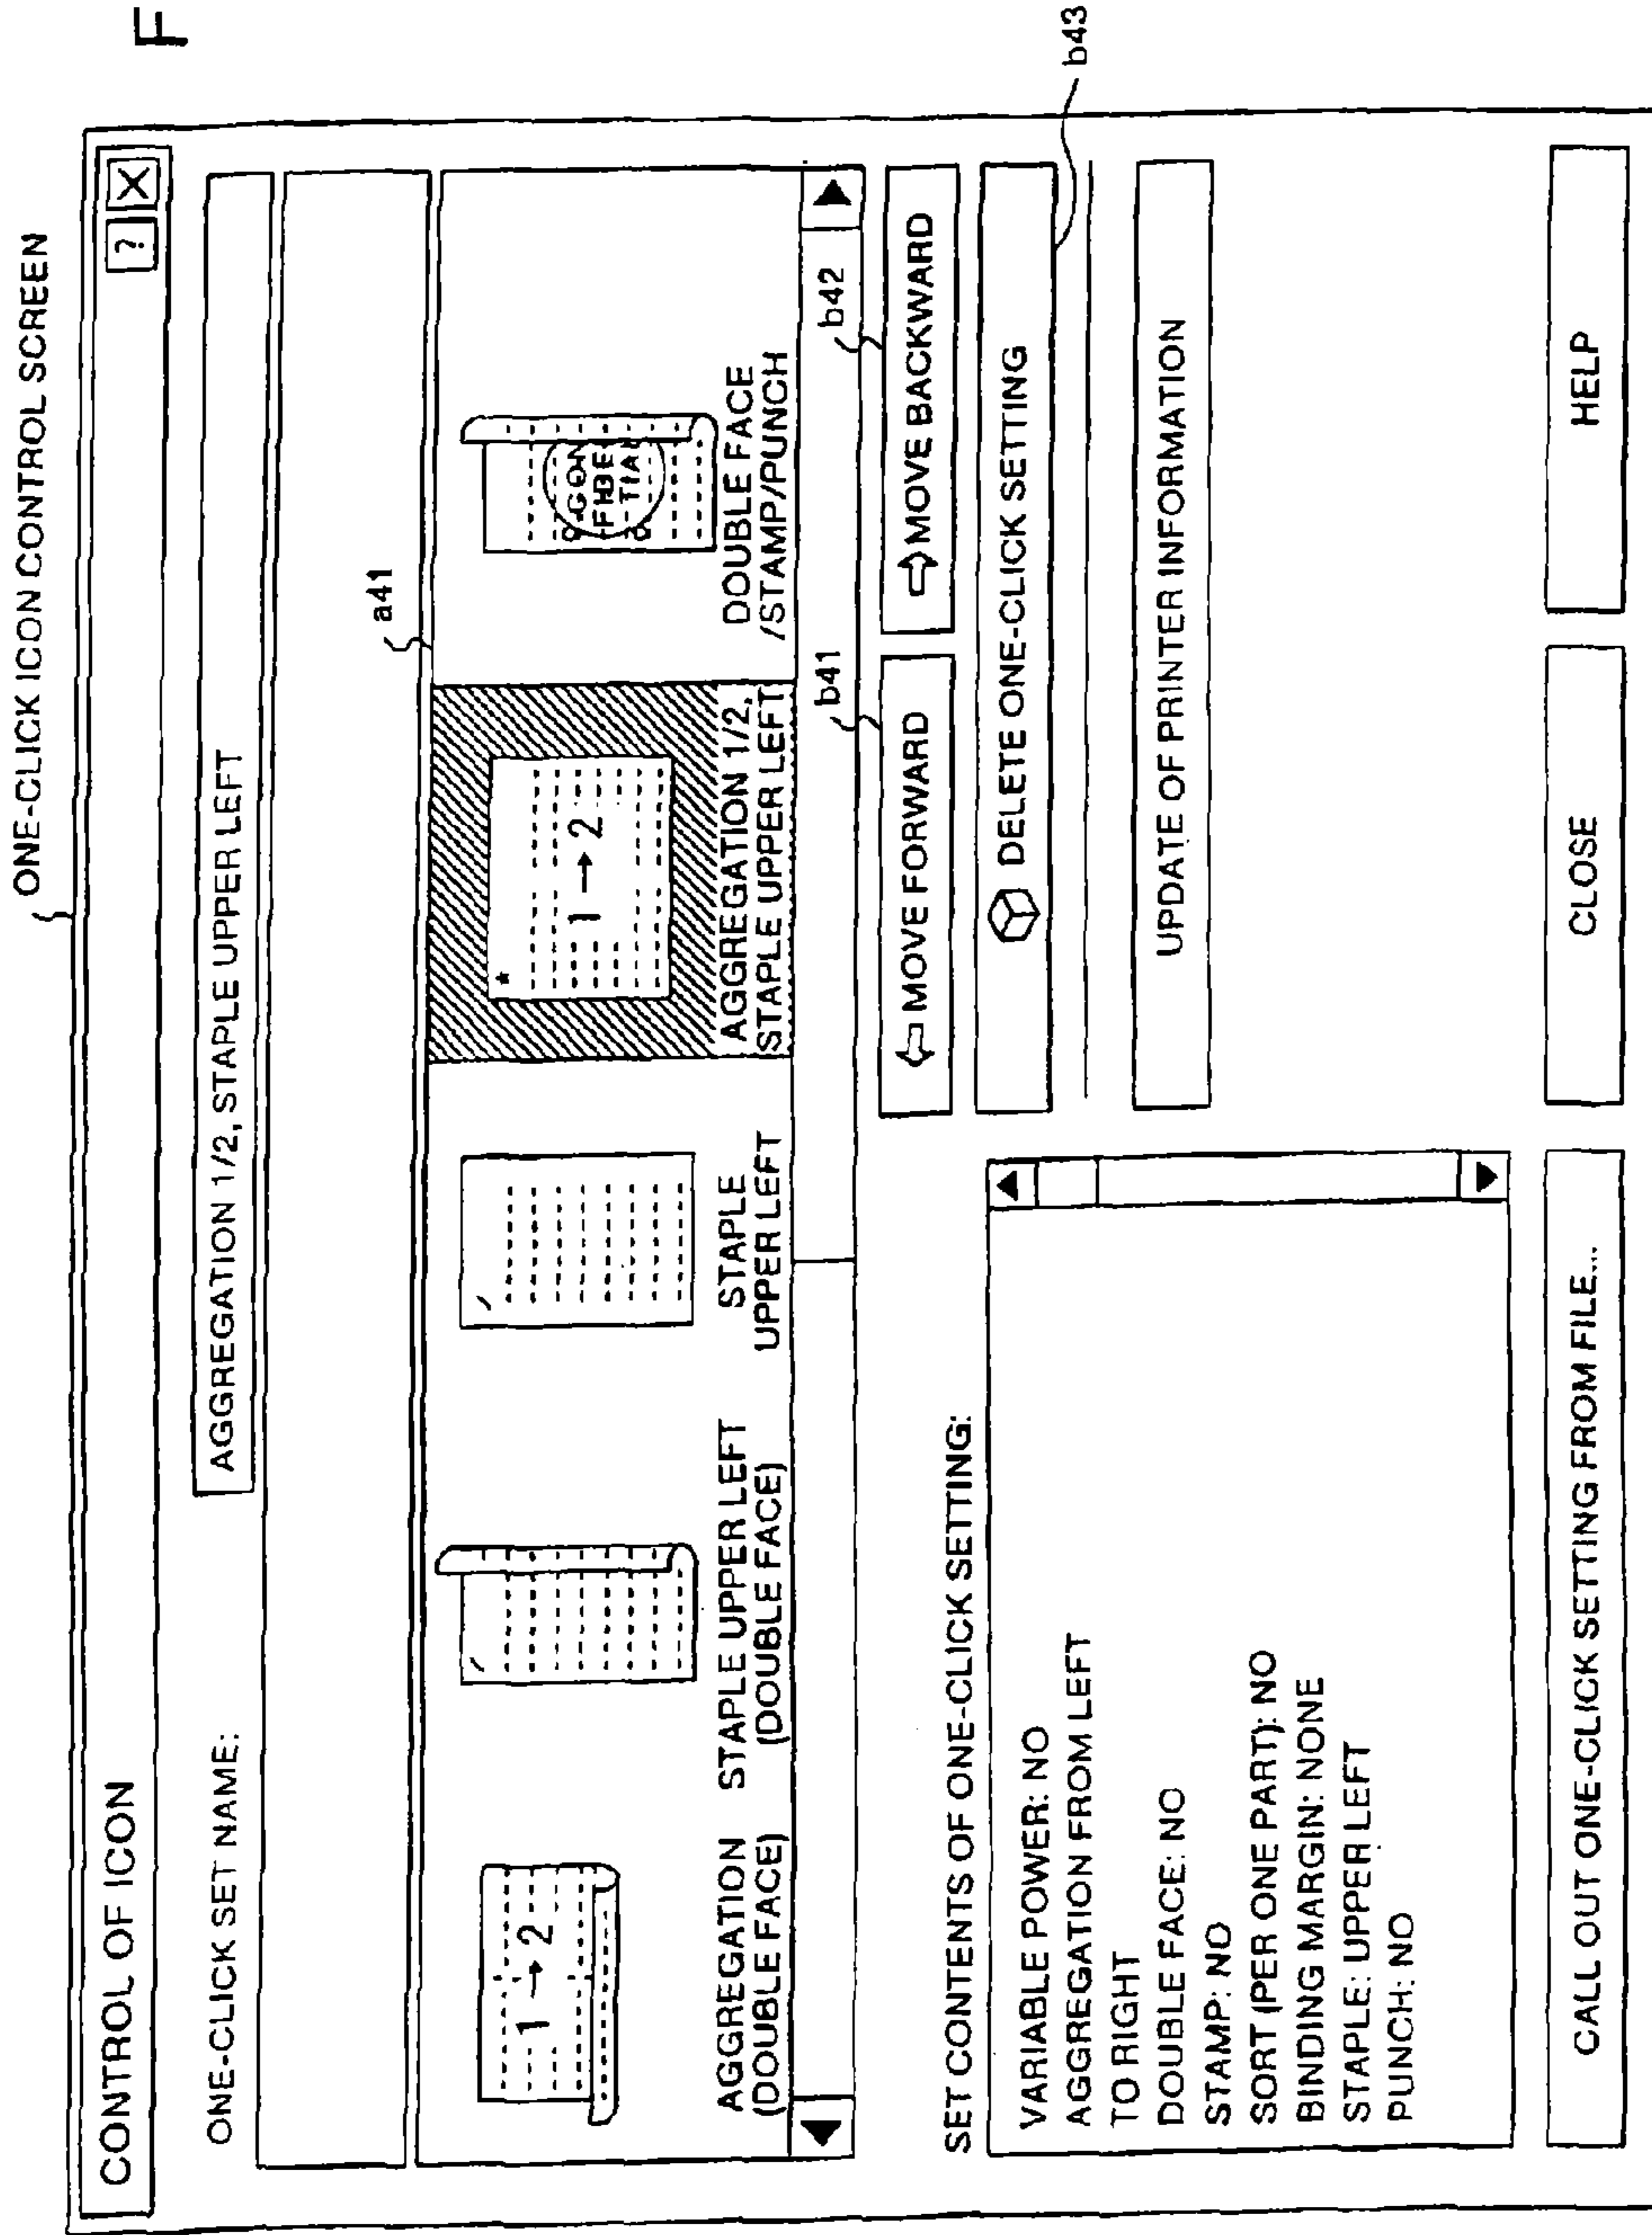 F
ONE-CLICK ICON CONTROL SCREEN
CONTROL OF ICON
? X
ONE-CLICK SET NAME:
AGGREGATION 1/2, STAPLE UPPER LEFT
a41
1 → 2
AGGREGATION
(DOUBLE FACE)
STAPLE UPPER LEFT
(DOUBLE FACE)
STAPLE
UPPER LEFT
1 → 2
AGGREGATION 1/2,
STAPLE UPPER LEFT
CON
FIDE
TIA
DOUBLE FACE
/STAMP/PUNCH
b41
b42
MOVE FORWARD
MOVE BACKWARD
DELETE ONE-CLICK SETTING
b43
UPDATE OF PRINTER INFORMATION
SET CONTENTS OF ONE-CLICK SETTING:
VARIABLE POWER: NO
AGGREGATION FROM LEFT
TO RIGHT
DOUBLE FACE: NO
STAMP: NO
SORT (PER ONE PART): NO
BINDING MARGIN: NONE
STAPLE: UPPER LEFT
PUNCH: NO
CALL OUT ONE-CLICK SETTING FROM FILE...
CLOSE
HELP